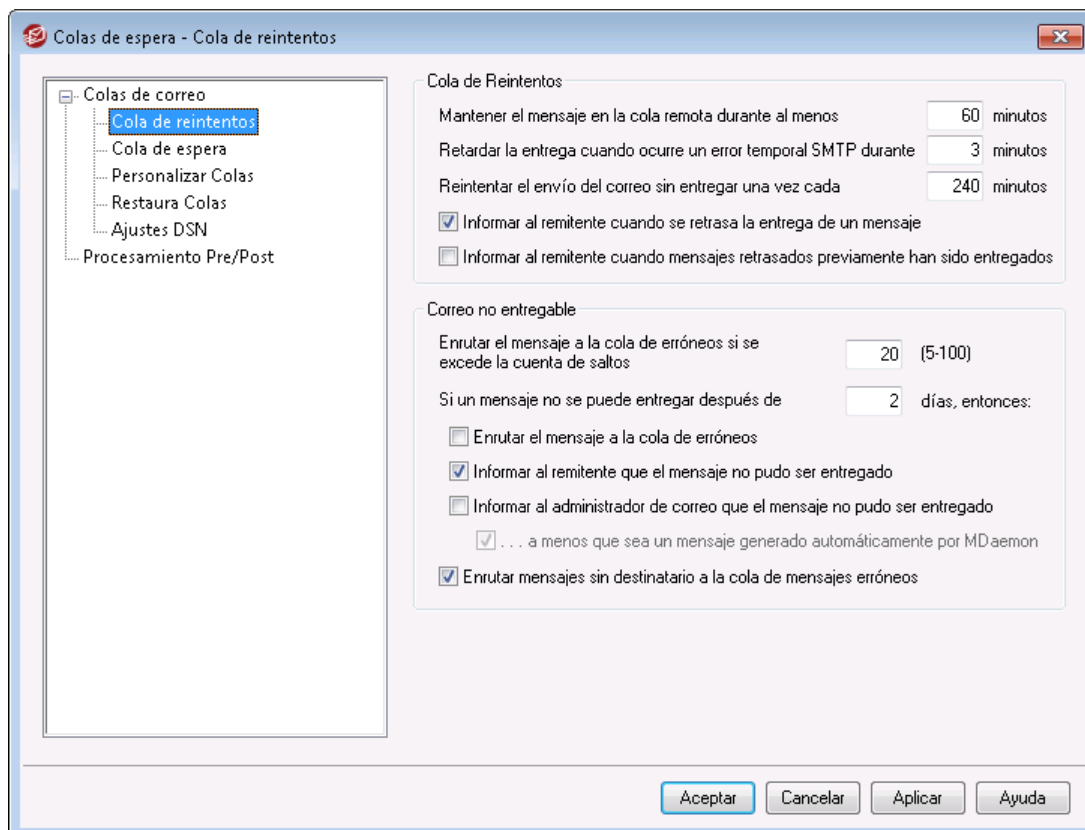 Colas de espera - Cola de reintentos
Colas de correo
Cola de reintentos
Cola de espera
Personalizar Colas
Restaura Colas
Ajustes DSN
Procesamiento Pre/Post
Cola de Reintentos
Mantener el mensaje en la cola remota durante al menos 60 minutos
Retardar la entrega cuando ocurre un error temporal SMTP durante 3 minutos
Reintentar el envío del correo sin entregar una vez cada 240 minutos
Informar al remitente cuando se retrasa la entrega de un mensaje
Informar al remitente cuando mensajes retrasados previamente han sido entregados
Correo no entregable
Enrutar el mensaje a la cola de erróneos si se
excede la cuenta de saltos 20 (5-100)
Si un mensaje no se puede entregar después de 2 días, entonces:
Enrutar el mensaje a la cola de erróneos
Informar al remitente que el mensaje no pudo ser entregado
Informar al administrador de correo que el mensaje no pudo ser entregado
. . . a menos que sea un mensaje generado automáticamente por MDaemon
Enrutar mensajes sin destinatario a la cola de mensajes erróneos
Aceptar Cancelar Aplicar Ayuda